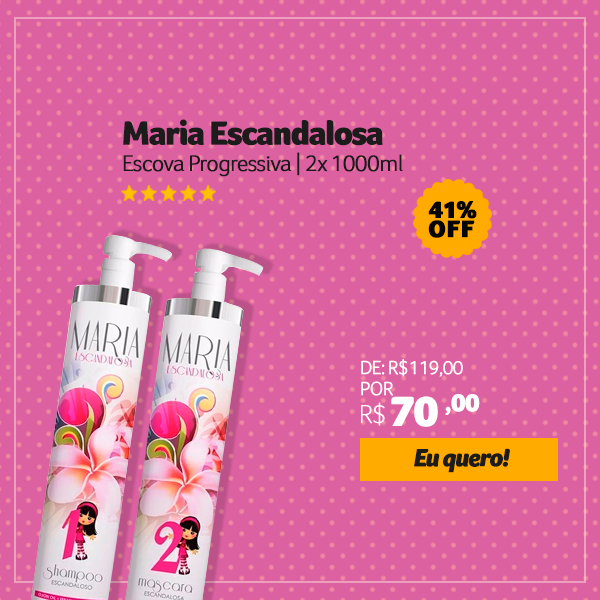 Maria Escandalosa
Escova Progressiva | 2x 1000ml
41%
OFF
DE: R$119,00
POR
R$ 70,00
Eu quero!
MARIA
ESCANDALOSA
1
shampoo
ESCANDALOSO
MARIA
ESCANDALOSA
2
máscara
ESCANDALOSA